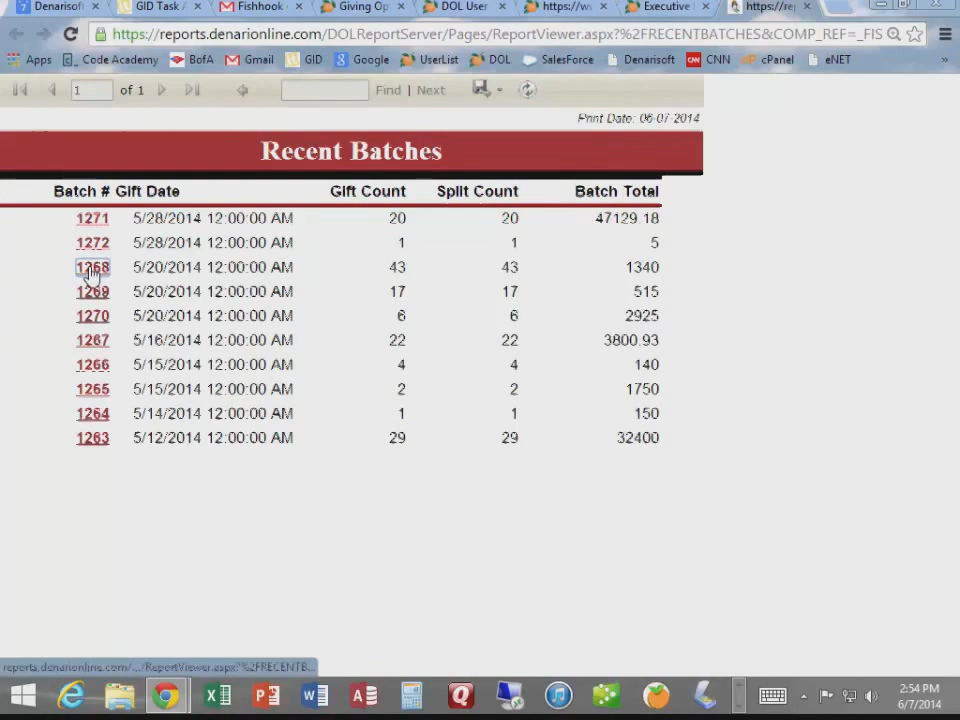 Denarisoft GID Task Fishhook Giving Op DOL User https://w Executive https://re
https://reports.denarionline.com/DOLReportServer/Pages/ReportViewer.aspx?%2FRECENTBATCHES&COMP_REF=_FIS
Apps Code Academy BofA Gmail GID Google UserList DOL SalesForce Denarisoft CNN cPanel eNET »
1 of 1 Find | Next
Print Date: 06-07-2014
Recent Batches
Batch # Gift Date Gift Count Split Count Batch Total
1271 5/28/2014 12:00:00 AM 20 20 47129.18
1272 5/28/2014 12:00:00 AM 1 1 5
1268 5/20/2014 12:00:00 AM 43 43 1340
1269 5/20/2014 12:00:00 AM 17 17 515
1270 5/20/2014 12:00:00 AM 6 6 2925
1267 5/16/2014 12:00:00 AM 22 22 3800.93
1266 5/15/2014 12:00:00 AM 4 4 140
1265 5/15/2014 12:00:00 AM 2 2 1750
1264 5/14/2014 12:00:00 AM 1 1 150
1263 5/12/2014 12:00:00 AM 29 29 32400
reports.denarionline.com/.../ReportViewer.aspx?%2FRECENTB...
2:54 PM
6/7/2014